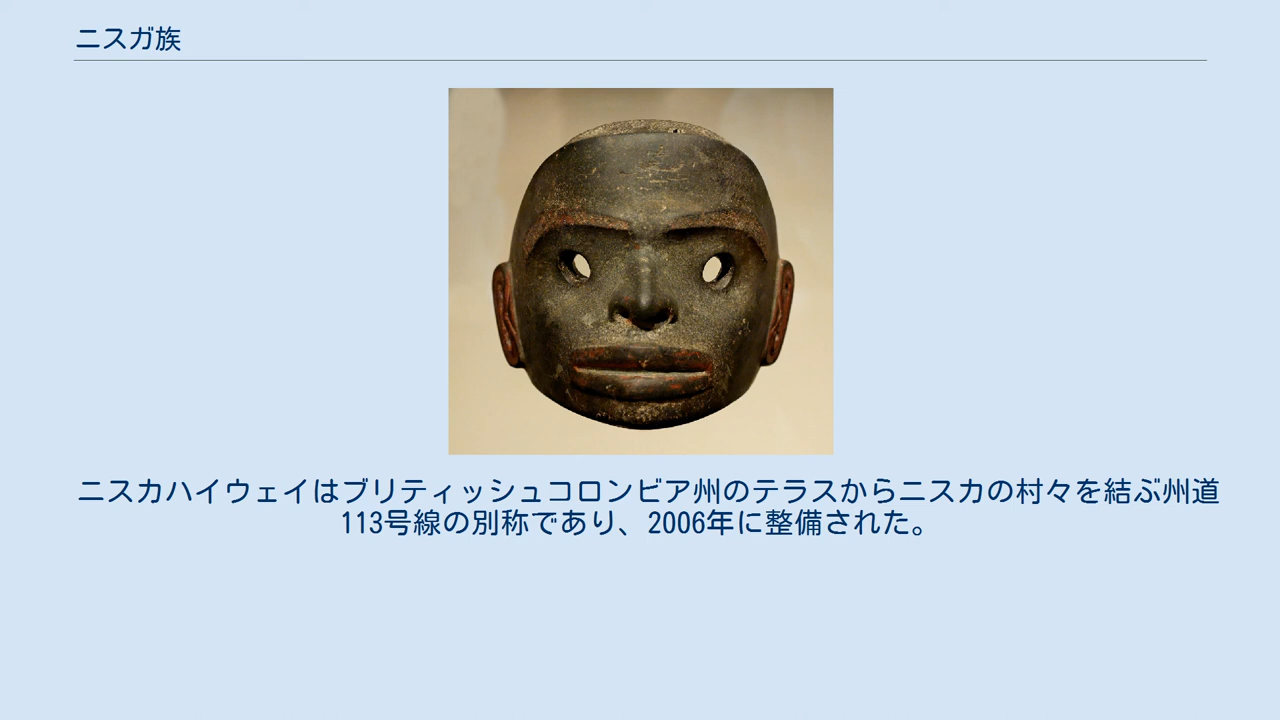 ニスガ族
ニスカハイウェイはブリティッシュコロンビア州のテラスからニスカの村々を結ぶ州道
113号線の別称であり、2006年に整備された。